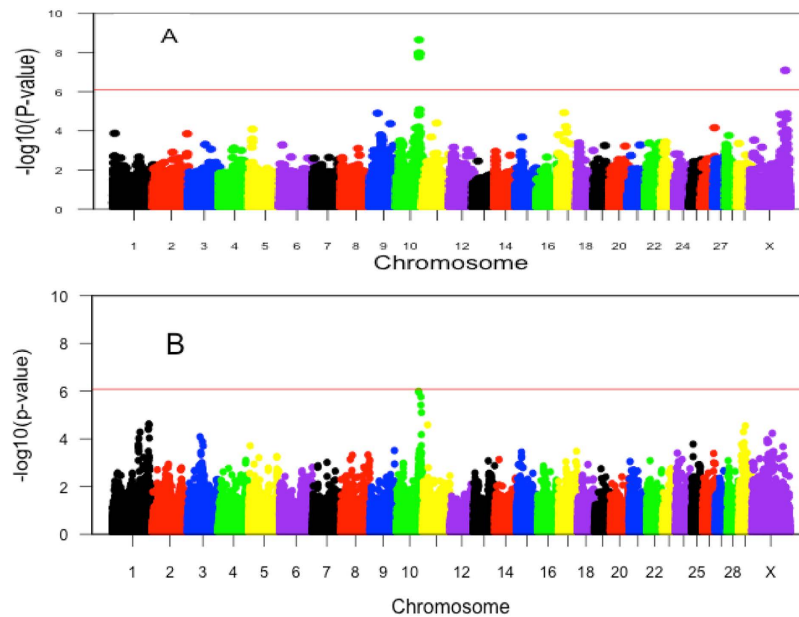 10
8
6
4
2
0
-log10(P-value)
A
1 2 3 4 5 6 7 8 9 10 12 14 16 18 20 22 24 27 X
Chromosome
10
8
6
4
2
0
-log10(p-value)
B
1 2 3 4 5 6 7 8 9 10 12 14 16 18 20 22 25 28 X
Chromosome